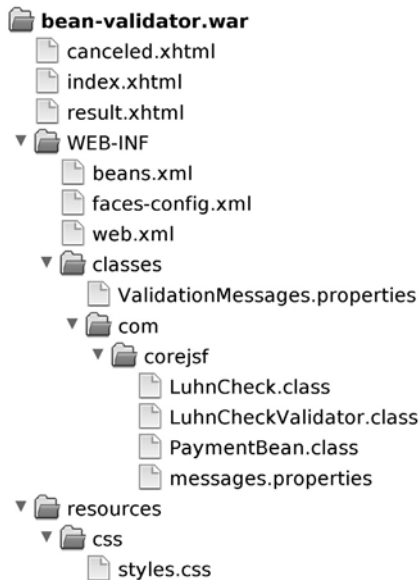 bean-validator.war
canceled.xhtml
index.xhtml
result.xhtml
WEB-INF
beans.xml
faces-config.xml
web.xml
classes
ValidationMessages.properties
com
corejsf
LuhnCheck.class
LuhnCheckValidator.class
PaymentBean.class
messages.properties
resources
css
styles.css